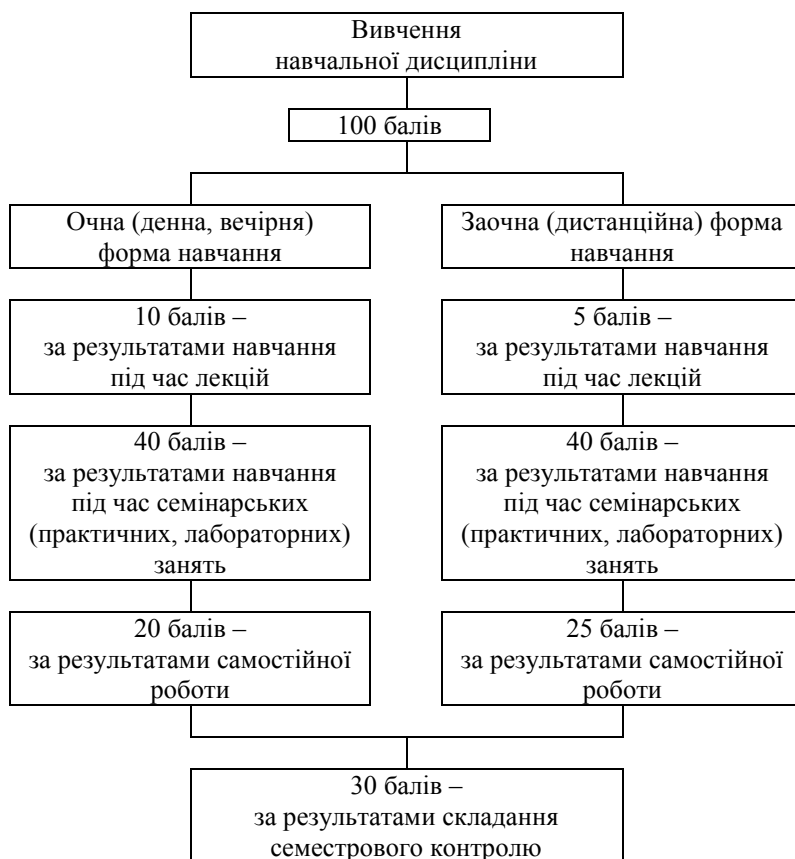 Вивчення
навчальної дисципліни
100 балів
Очна (денна, вечірня)
форма навчання
Заочна (дистанційна) форма
навчання
10 балів –
за результатами навчання
під час лекцій
5 балів –
за результатами навчання
під час лекцій
40 балів –
за результатами навчання
під час семінарських
(практичних, лабораторних)
занять
40 балів –
за результатами навчання
під час семінарських
(практичних, лабораторних)
занять
20 балів –
за результатами самостійної
роботи
25 балів –
за результатами самостійної
роботи
30 балів –
за результатами складання
семестрового контролю